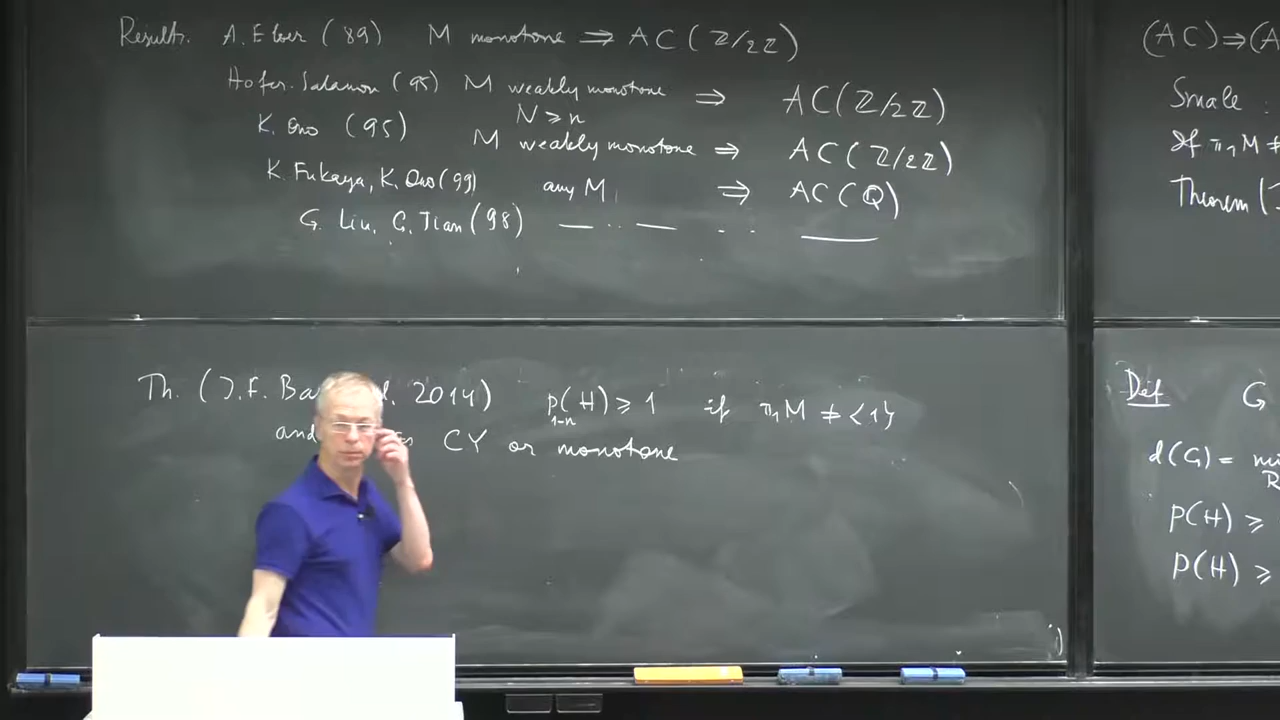 Results. A. Floer (89) M monotone ⟹ AC(ℤ/2ℤ)
Hofer-Salamon (95) M weakly monotone ⟹ AC(ℤ/2ℤ)
N ⩾ n
K. Ono (95) M weakly monotone ⟹ AC(ℤ/2ℤ)
K. Fukaya, K. Ono (99) any M, ⟹ AC(ℚ)
G. Liu, G. Tian (98) — ·· — ·· —
Th. (J.F. Ba d. 2014) p(H) ⩾ 1 if π₁M ≠ <1>
1-n
and CY or monotone
(AC) ⟹ (A
Smale :
If π₁M ≠
Theorem (
Def G
d(G) = mi
R
p(H) ⩾
p(H) ⩾